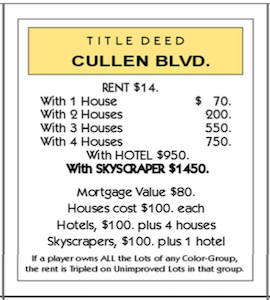 TITLE DEED
CULLEN BLVD.
RENT $14.
With 1 House $ 70.
With 2 Houses 200.
With 3 Houses 550.
With 4 Houses 750.
With HOTEL $950.
With SKYSCRAPER $1450.
Mortgage Value $80.
Houses cost $100. each
Hotels, $100. plus 4 houses
Skyscrapers, $100. plus 1 hotel
If a player owns ALL the Lots of any Color-Group,
the rent is Tripled on Unimproved Lots in that group.